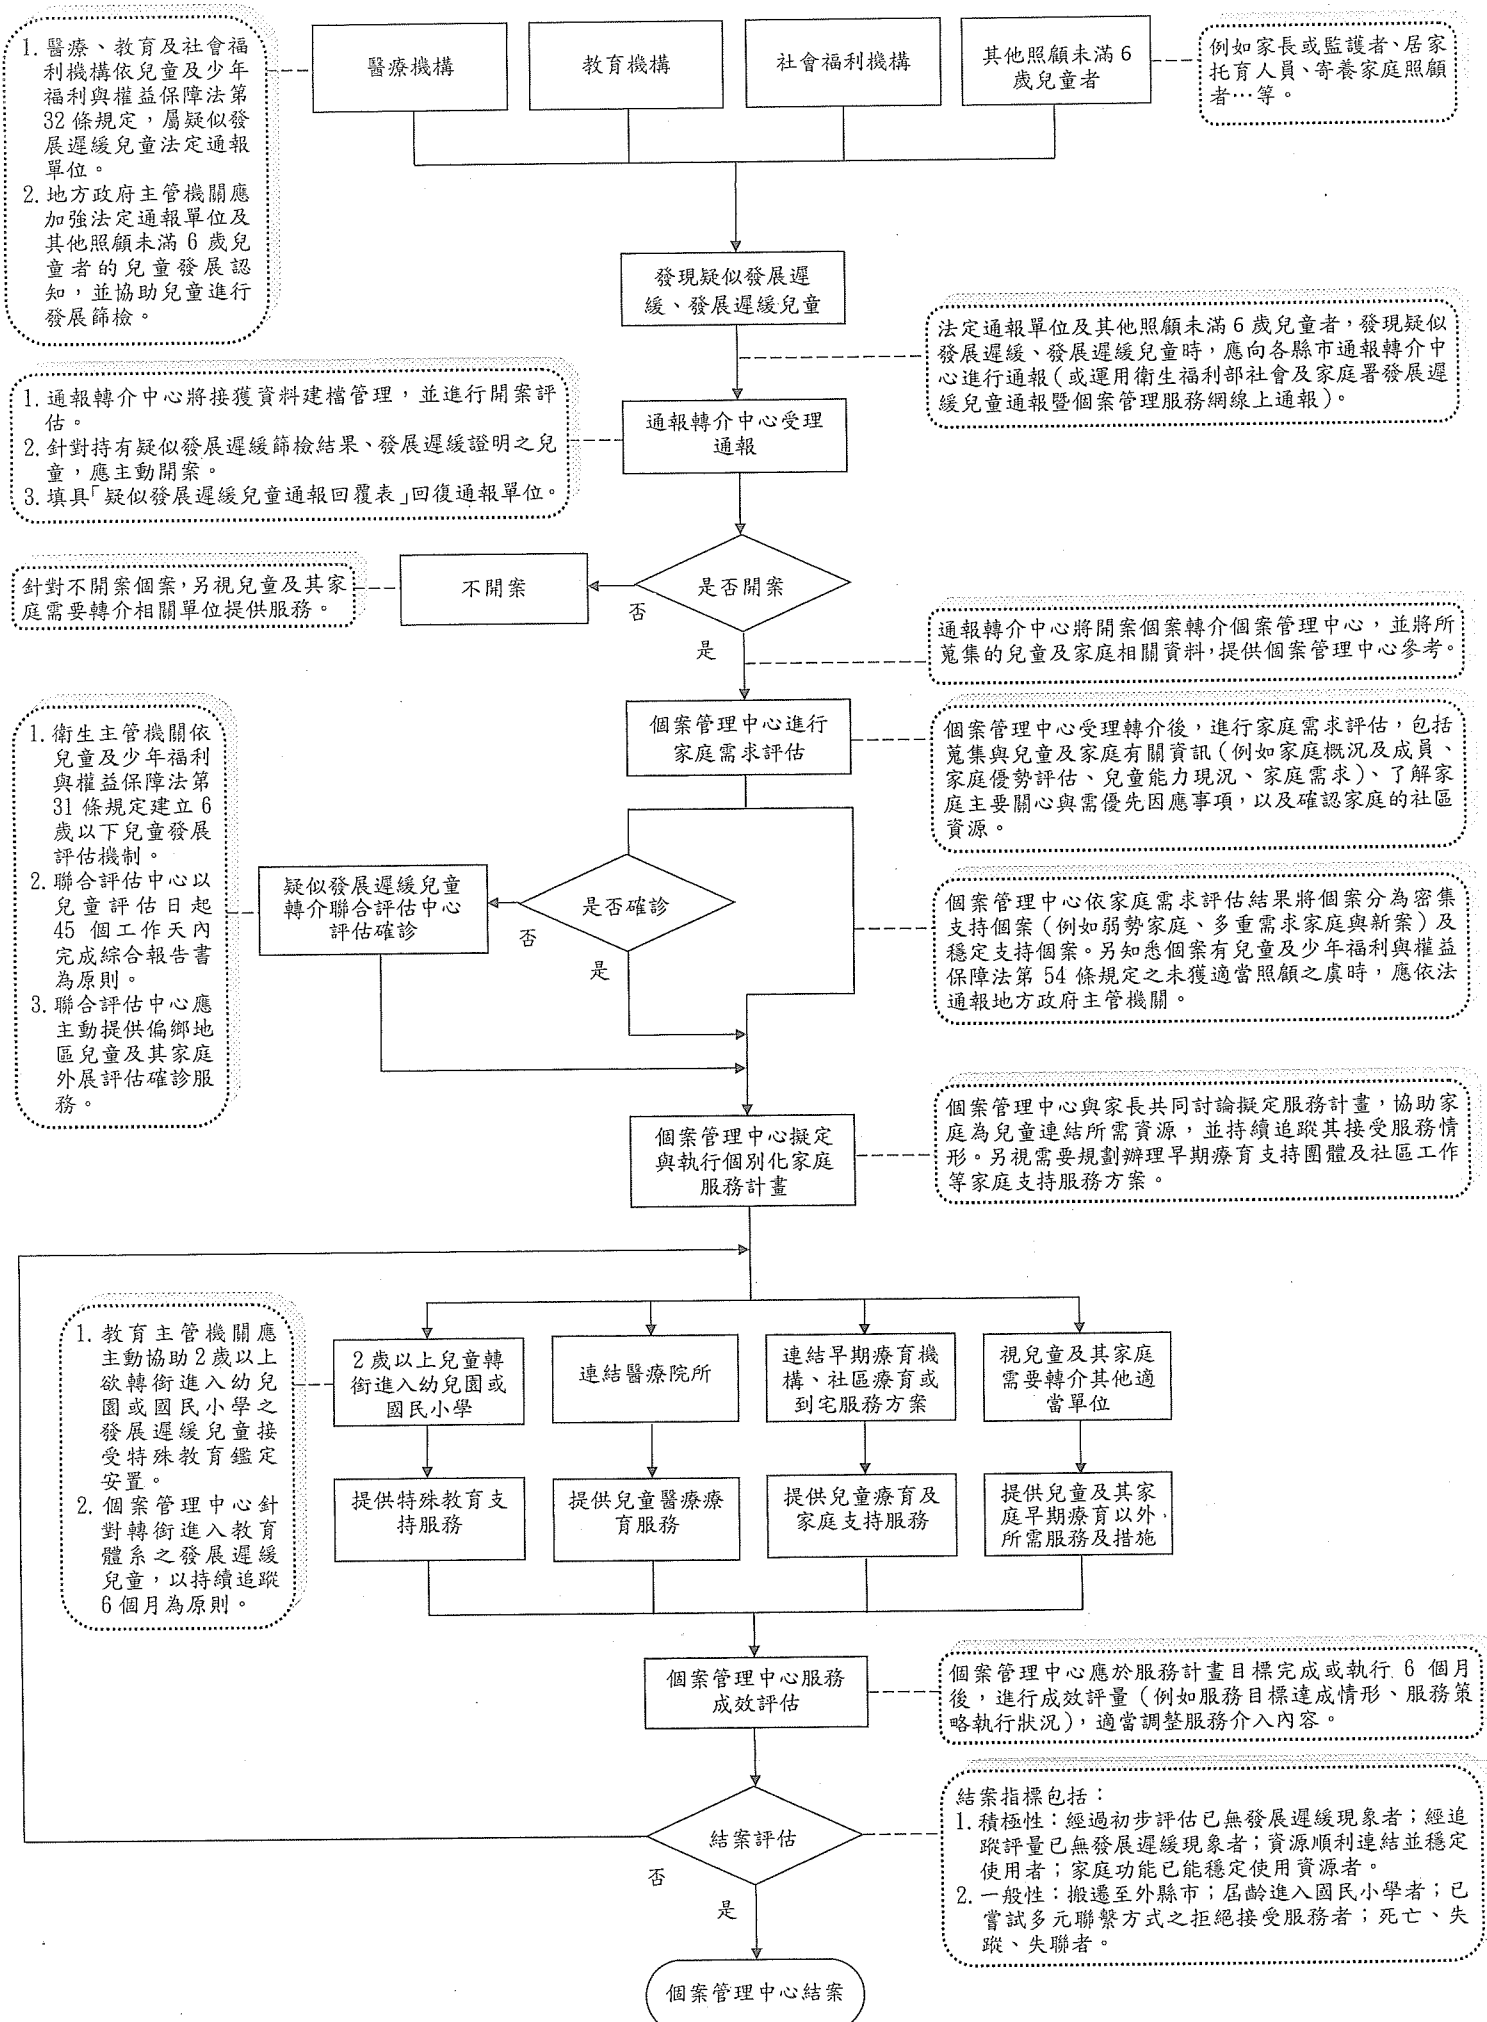 1. 醫療、教育及社會福
利機構依兒童及少年
福利與權益保障法第
32 條規定，屬疑似發
展遲緩兒童法定通報
單位。
2. 地方政府主管機關應
加強法定通報單位及
其他照顧未滿 6 歲兒
童者的兒童發展認
知，並協助兒童進行
發展篩檢。
醫療機構
教育機構
社會福利機構
其他照顧未滿 6
歲兒童者
例如家長或監護者、居家
托育人員、寄養家庭照顧
者…等。
發現疑似發展遲
緩、發展遲緩兒童
法定通報單位及其他照顧未滿 6 歲兒童者，發現疑似
發展遲緩、發展遲緩兒童時，應向各縣市通報轉介中
心進行通報（或運用衛生福利部社會及家庭署發展遲
緩兒童通報暨個案管理服務網線上通報）。
1. 通報轉介中心將接獲資料建檔管理，並進行開案評
估。
2. 針對持有疑似發展遲緩篩檢結果、發展遲緩證明之兒
童，應主動開案。
3. 填具「疑似發展遲緩兒童通報回覆表」回復通報單位。
通報轉介中心受理
通報
針對不開案個案，另視兒童及其家
庭需要轉介相關單位提供服務。
不開案
否
是否開案
是
通報轉介中心將開案個案轉介個案管理中心，並將所
蒐集的兒童及家庭相關資料，提供個案管理中心參考。
個案管理中心進行
家庭需求評估
個案管理中心受理轉介後，進行家庭需求評估，包括
蒐集與兒童及家庭有關資訊（例如家庭概況及成員、
家庭優勢評估、兒童能力現況、家庭需求）、了解家
庭主要關心與需優先因應事項，以及確認家庭的社區
資源。
1. 衛生主管機關依
兒童及少年福利
與權益保障法第
31 條規定建立 6
歲以下兒童發展
評估機制。
2. 聯合評估中心以
兒童評估日起
45 個工作天內
完成綜合報告書
為原則。
3. 聯合評估中心應
主動提供偏鄉地
區兒童及其家庭
外展評估確診服
務。
疑似發展遲緩兒童
轉介聯合評估中心
評估確診
否
是否確診
是
個案管理中心依家庭需求評估結果將個案分為密集
支持個案（例如弱勢家庭、多重需求家庭與新案）及
穩定支持個案。另知悉個案有兒童及少年福利與權益
保障法第 54 條規定之未獲適當照顧之虞時，應依法
通報地方政府主管機關。
個案管理中心擬定
與執行個別化家庭
服務計畫
個案管理中心與家長共同討論擬定服務計畫，協助家
庭為兒童連結所需資源，並持續追蹤其接受服務情
形。另視需要規劃辦理早期療育支持團體及社區工作
等家庭支持服務方案。
1. 教育主管機關應
主動協助 2 歲以上
欲轉銜進入幼兒
園或國民小學之
發展遲緩兒童接
受特殊教育鑑定
安置。
2. 個案管理中心針
對轉銜進入教育
體系之發展遲緩
兒童，以持續追蹤
6 個月為原則。
2 歲以上兒童轉
銜進入幼兒園或
國民小學
連結醫療院所
連結早期療育機
構、社區療育或
到宅服務方案
視兒童及其家庭
需要轉介其他適
當單位
提供特殊教育支
持服務
提供兒童醫療療
育服務
提供兒童療育及
家庭支持服務
提供兒童及其家
庭早期療育以外
所需服務及措施
個案管理中心服務
成效評估
個案管理中心應於服務計畫目標完成或執行 6 個月
後，進行成效評量（例如服務目標達成情形、服務策
略執行狀況），適當調整服務介入內容。
結案評估
否
是
結案指標包括：
1. 積極性：經過初步評估已無發展遲緩現象者；經追
蹤評量已無發展遲緩現象者；資源順利連結並穩定
使用者；家庭功能已能穩定使用資源者。
2. 一般性：搬遷至外縣市；屆齡進入國民小學者；已
嘗試多元聯繫方式之拒絕接受服務者；死亡、失
蹤、失聯者。
個案管理中心結案